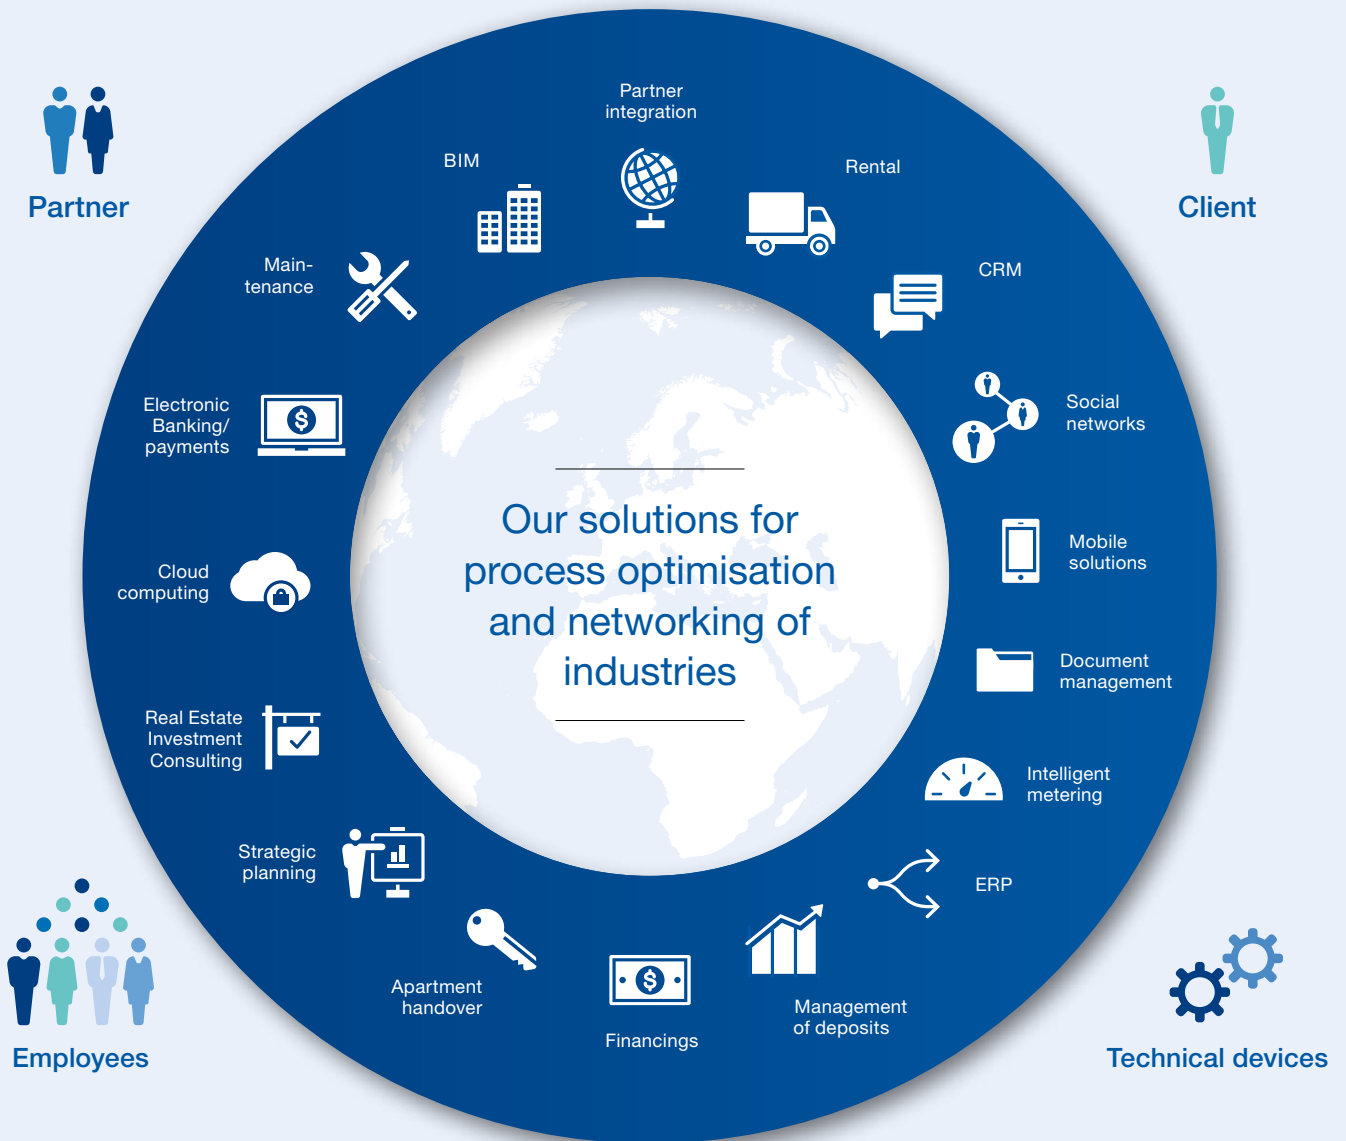 Partner
integration
BIM
Rental
Partner
Client
Main-
tenance
CRM
Electronic
Banking/
payments
Social
networks
Our solutions for
process optimisation
and networking of
industries
Cloud
computing
Mobile
solutions
Document
management
Real Estate
Investment
Consulting
Intelligent
metering
Strategic
planning
ERP
Apartment
handover
Management
of deposits
Financings
Employees
Technical devices